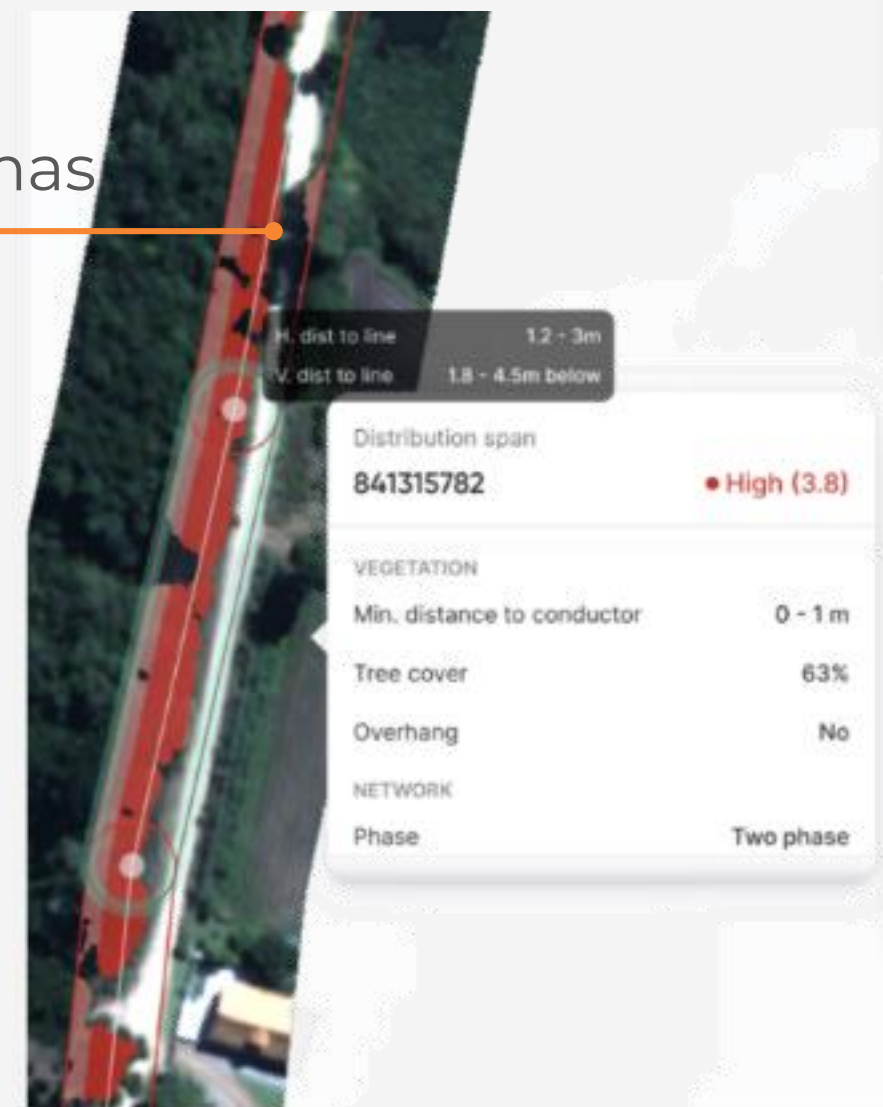 nas
H. dist to line 1.2 - 3m
V. dist to line 1.8 - 4.5m below
Distribution span
841315782 • High (3.8)
VEGETATION
Min. distance to conductor 0 - 1 m
Tree cover 63%
Overhang No
NETWORK
Phase Two phase